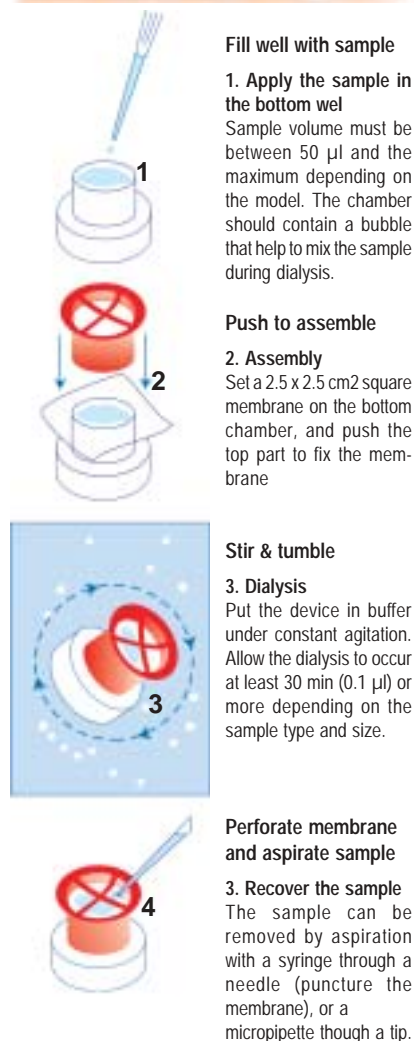 Fill well with sample
1. Apply the sample in
the bottom wel
Sample volume must be
between 50 µl and the
maximum depending on
the model. The chamber
should contain a bubble
that help to mix the sample
during dialysis.
1
Push to assemble
2. Assembly
Set a 2.5 x 2.5 cm2 square
membrane on the bottom
chamber, and push the
top part to fix the mem-
brane
2
Stir & tumble
3. Dialysis
Put the device in buffer
under constant agitation.
Allow the dialysis to occur
at least 30 min (0.1 µl) or
more depending on the
sample type and size.
3
Perforate membrane
and aspirate sample
3. Recover the sample
The sample can be
removed by aspiration
with a syringe through a
needle (puncture the
membrane), or a
micropipette though a tip.
4